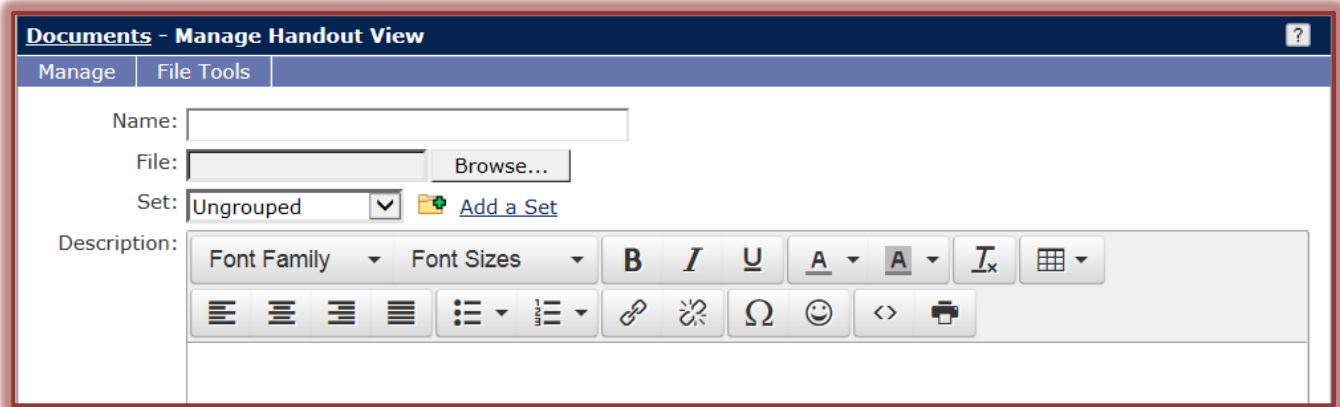 Documents - Manage Handout View ?
Manage File Tools
Name:
File: Browse...
Set: Ungrouped Add a Set
Description: Font Family Font Sizes B I U A A Ix
Ω <>